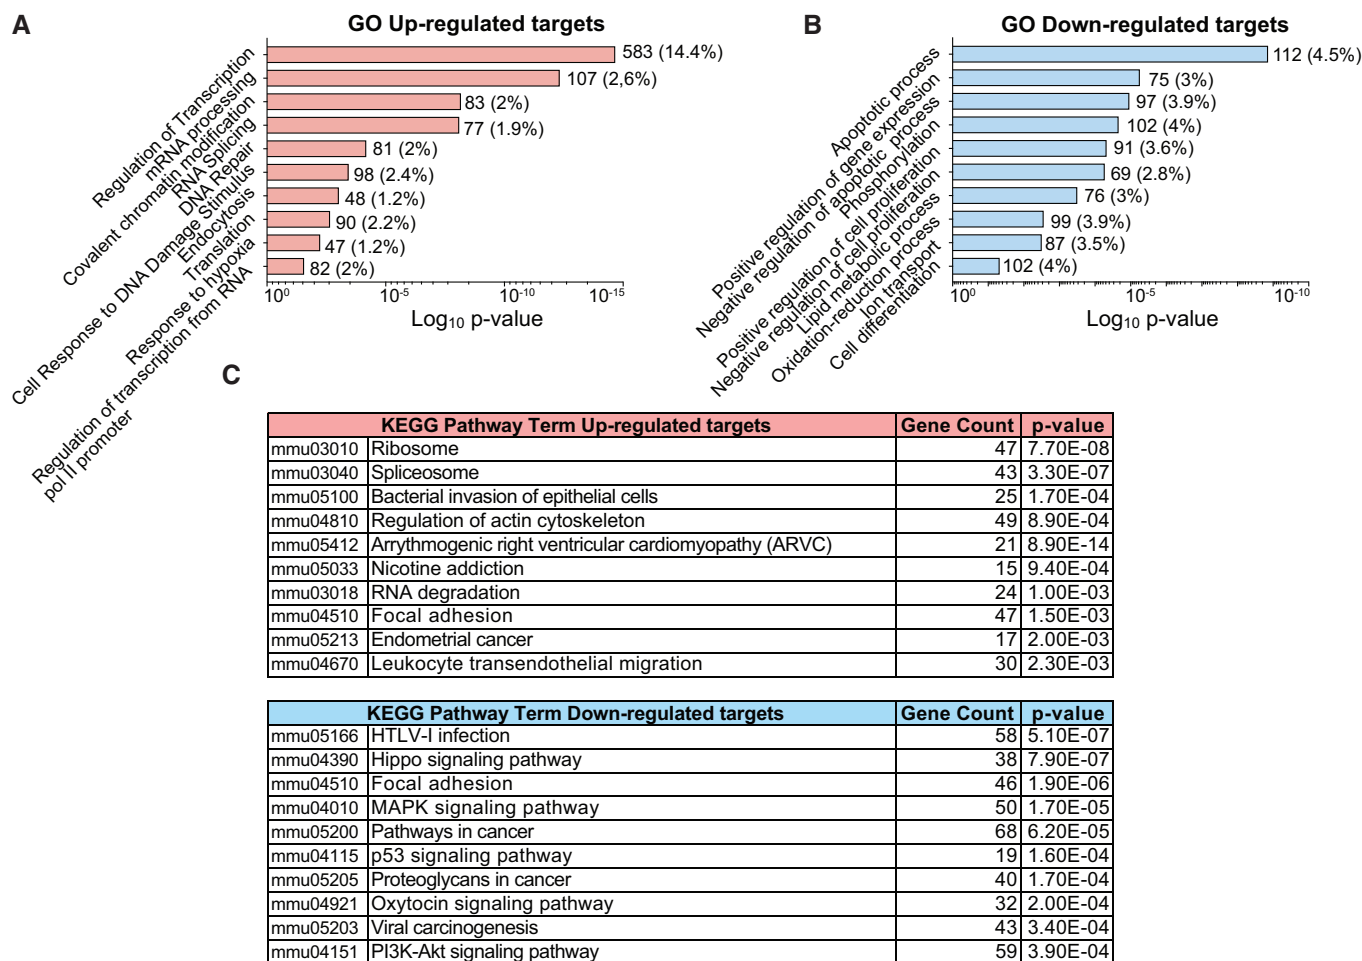 A
GO Up-regulated targets
Regulation of Transcription
mRNA processing
Covalent chromatin modification
RNA Splicing
DNA Repair
Cell Response to DNA Damage Stimulus
Endocytosis
Translation
Response to hypoxia
Regulation of transcription from RNA
pol II promoter
583 (14.4%)
107 (2,6%)
83 (2%)
77 (1.9%)
81 (2%)
98 (2.4%)
48 (1.2%)
90 (2.2%)
47 (1.2%)
82 (2%)
10⁰ 10⁻⁵ 10⁻¹⁰ 10⁻¹⁵
Log₁₀ p-value
B
GO Down-regulated targets
Apoptotic process
Positive regulation of gene expression
Negative regulation of apoptotic process
Phosphorylation
Positive regulation of cell proliferation
Negative regulation of cell proliferation
Lipid metabolic process
Oxidation-reduction process
Ion transport
Cell differentiation
112 (4.5%)
75 (3%)
97 (3.9%)
102 (4%)
91 (3.6%)
69 (2.8%)
76 (3%)
99 (3.9%)
87 (3.5%)
102 (4%)
10⁰ 10⁻⁵ 10⁻¹⁰
Log₁₀ p-value
C
KEGG Pathway Term Up-regulated targets Gene Count p-value
mmu03010 Ribosome 47 7.70E-08
mmu03040 Spliceosome 43 3.30E-07
mmu05100 Bacterial invasion of epithelial cells 25 1.70E-04
mmu04810 Regulation of actin cytoskeleton 49 8.90E-04
mmu05412 Arrythmogenic right ventricular cardiomyopathy (ARVC) 21 8.90E-14
mmu05033 Nicotine addiction 15 9.40E-04
mmu03018 RNA degradation 24 1.00E-03
mmu04510 Focal adhesion 47 1.50E-03
mmu05213 Endometrial cancer 17 2.00E-03
mmu04670 Leukocyte transendothelial migration 30 2.30E-03
KEGG Pathway Term Down-regulated targets Gene Count p-value
mmu05166 HTLV-I infection 58 5.10E-07
mmu04390 Hippo signaling pathway 38 7.90E-07
mmu04510 Focal adhesion 46 1.90E-06
mmu04010 MAPK signaling pathway 50 1.70E-05
mmu05200 Pathways in cancer 68 6.20E-05
mmu04115 p53 signaling pathway 19 1.60E-04
mmu05205 Proteoglycans in cancer 40 1.70E-04
mmu04921 Oxytocin signaling pathway 32 2.00E-04
mmu05203 Viral carcinogenesis 43 3.40E-04
mmu04151 PI3K-Akt signaling pathway 59 3.90E-04